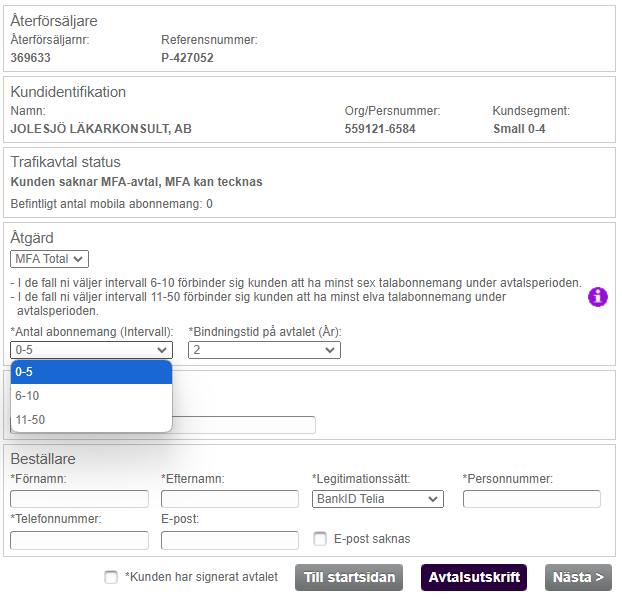 Återförsäljare
Återförsäljarnr: Referensnummer:
369633 P-427052
Kundidentifikation
Namn: Org/Persnummer: Kundsegment:
JOLESJÖ LÄKARKONSULT, AB 559121-6584 Small 0-4
Trafikavtal status
Kunden saknar MFA-avtal, MFA kan tecknas
Befintligt antal mobila abonnemang: 0
Åtgärd
MFA Total
- I de fall ni väljer intervall 6-10 förbinder sig kunden att ha minst sex talabonnemang under avtalsperioden.
- I de fall ni väljer intervall 11-50 förbinder sig kunden att ha minst elva talabonnemang under
avtalsperioden.
*Antal abonnemang (Intervall): *Bindningstid på avtalet (År):
0-5 2
0-5
6-10
11-50
Beställare
*Förnamn: *Efternamn: *Legitimationssätt: *Personnummer:
BankID Telia
*Telefonnummer: E-post:
E-post saknas
*Kunden har signerat avtalet Till startsidan Avtalsutskrift Nästa >